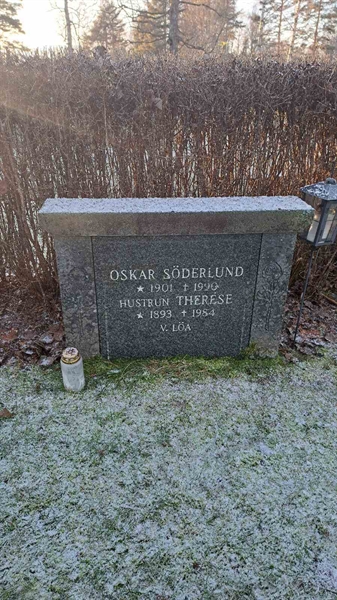 OSKAR SÖDERLUND
★ 1901 † 1990
HUSTRUN THERESE
★ 1893 † 1984
V. LÖA